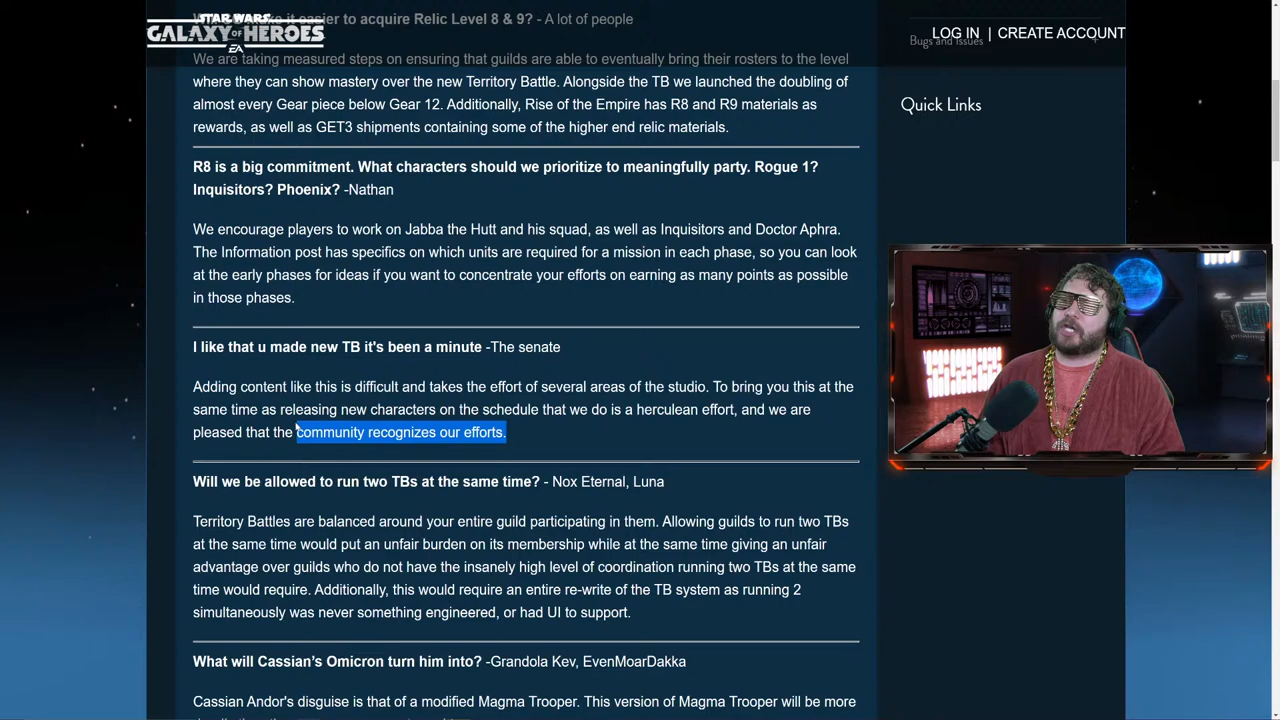 make it easier to acquire Relic Level 8 & 9? - A lot of people
STAR WARS
GALAXY OF
HEROES
EA
LOG IN | CREATE ACCOUNT
Bugs and Issues
We are taking measured steps on ensuring that guilds are able to eventually bring their rosters to the level
where they can show mastery over the new Territory Battle. Alongside the TB we launched the doubling of
almost every Gear piece below Gear 12. Additionally, Rise of the Empire has R8 and R9 materials as
rewards, as well as GET3 shipments containing some of the higher end relic materials.
Quick Links
R8 is a big commitment. What characters should we prioritize to meaningfully party. Rogue 1?
Inquisitors? Phoenix? -Nathan
We encourage players to work on Jabba the Hutt and his squad, as well as Inquisitors and Doctor Aphra.
The Information post has specifics on which units are required for a mission in each phase, so you can look
at the early phases for ideas if you want to concentrate your efforts on earning as many points as possible
in those phases.
I like that u made new TB it's been a minute -The senate
Adding content like this is difficult and takes the effort of several areas of the studio. To bring you this at the
same time as releasing new characters on the schedule that we do is a herculean effort, and we are
pleased that the community recognizes our efforts.
Will we be allowed to run two TBs at the same time? - Nox Eternal, Luna
Territory Battles are balanced around your entire guild participating in them. Allowing guilds to run two TBs
at the same time would put an unfair burden on its membership while at the same time giving an unfair
advantage over guilds who do not have the insanely high level of coordination running two TBs at the same
time would require. Additionally, this would require an entire re-write of the TB system as running 2
simultaneously was never something engineered, or had UI to support.
What will Cassian’s Omicron turn him into? -Grandola Kev, EvenMoarDakka
Cassian Andor's disguise is that of a modified Magma Trooper. This version of Magma Trooper will be more